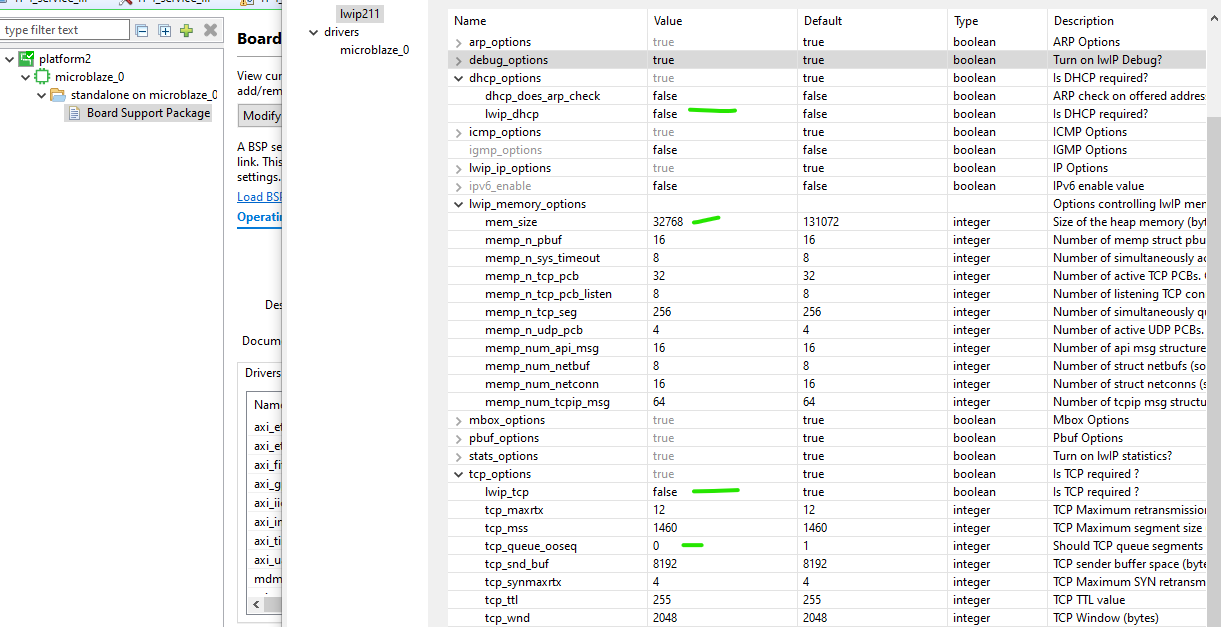 type filter text
platform2
microblaze_0
standalone on microblaze_0
Board Support Package
Board
View cur
add/rem
Modify
A BSP se
link. This
settings.
Load BSP
Operatin
Des
Docum
Drivers
Name
axi_et
axi_et
axi_fi
axi_g
axi_iic
axi_in
axi_ti
axi_u
mdm
lwip211
drivers
microblaze_0
Name Value Default Type Description
arp_options true true boolean ARP Options
debug_options true true boolean Turn on lwIP Debug?
dhcp_options true true boolean Is DHCP required?
dhcp_does_arp_check false false boolean ARP check on offered addres
lwip_dhcp false false boolean Is DHCP required?
icmp_options true true boolean ICMP Options
igmp_options false false boolean IGMP Options
lwip_ip_options true true boolean IP Options
ipv6_enable false false boolean IPv6 enable value
lwip_memory_options Options controlling lwIP mer
mem_size 32768 131072 integer Size of the heap memory (byt
memp_n_pbuf 16 16 integer Number of memp struct pbu
memp_n_sys_timeout 8 8 integer Number of simultaneously ac
memp_n_tcp_pcb 32 32 integer Number of active TCP PCBs.
memp_n_tcp_pcb_listen 8 8 integer Number of listening TCP con
memp_n_tcp_seg 256 256 integer Number of simultaneously qu
memp_n_udp_pcb 4 4 integer Number of active UDP PCBs.
memp_num_api_msg 16 16 integer Number of api msg structure
memp_num_netbuf 8 8 integer Number of struct netbufs (so
memp_num_netconn 16 16 integer Number of struct netconns (s
memp_num_tcpip_msg 64 64 integer Number of tcpip msg structu
mbox_options true true boolean Mbox Options
pbuf_options true true boolean Pbuf Options
stats_options true true boolean Turn on lwIP statistics?
tcp_options true true boolean Is TCP required ?
lwip_tcp false true boolean Is TCP required ?
tcp_maxrtx 12 12 integer TCP Maximum retransmission
tcp_mss 1460 1460 integer TCP Maximum segment size
tcp_queue_ooseq 0 1 integer Should TCP queue segments
tcp_snd_buf 8192 8192 integer TCP sender buffer space (byte
tcp_synmaxrtx 4 4 integer TCP Maximum SYN retransm
tcp_ttl 255 255 integer TCP TTL value
tcp_wnd 2048 2048 integer TCP Window (bytes)